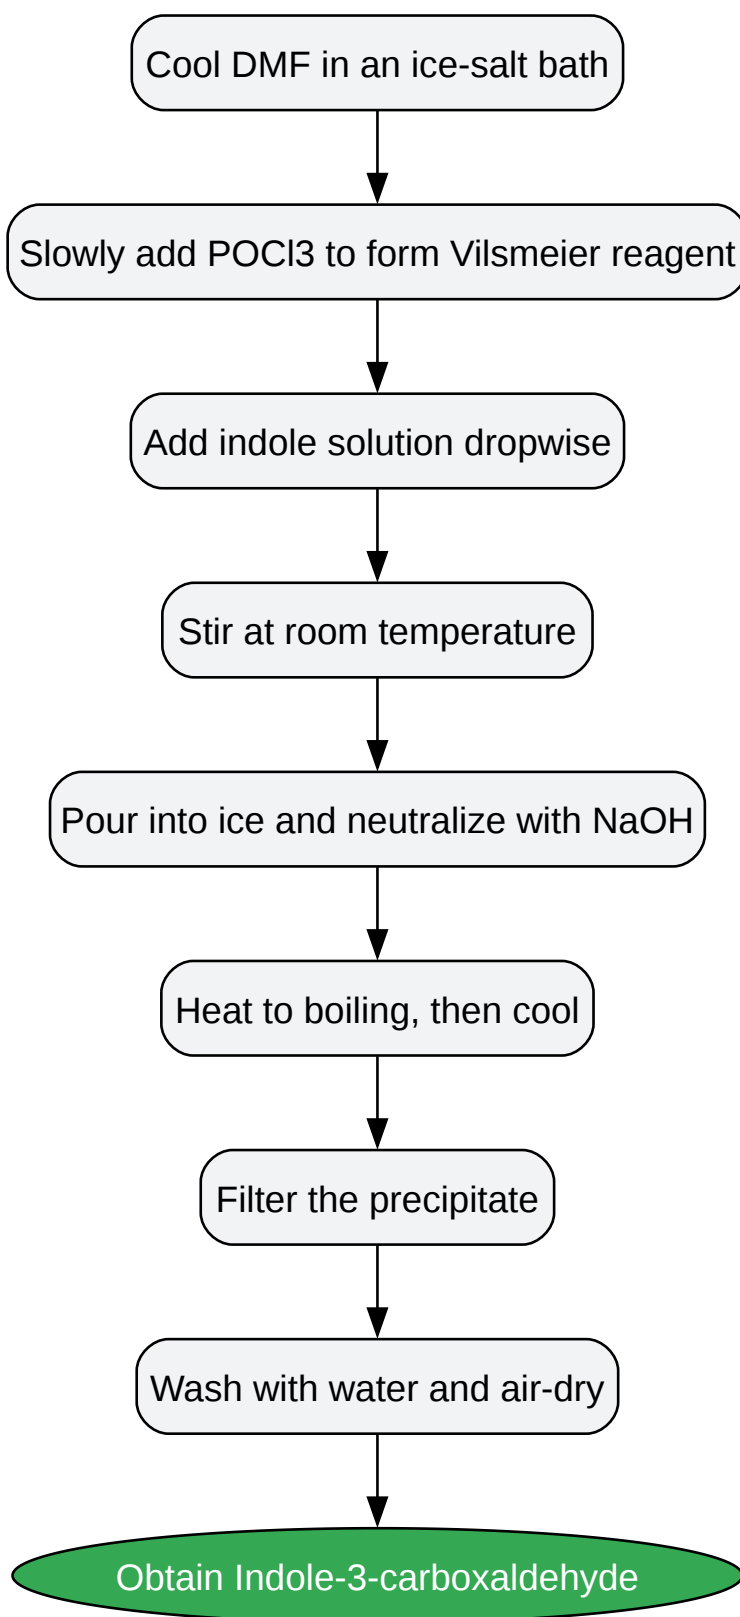 Cool DMF in an ice-salt bath
Slowly add POCl3 to form Vilsmeier reagent
Add indole solution dropwise
Stir at room temperature
Pour into ice and neutralize with NaOH
Heat to boiling, then cool
Filter the precipitate
Wash with water and air-dry
Obtain Indole-3-carboxaldehyde